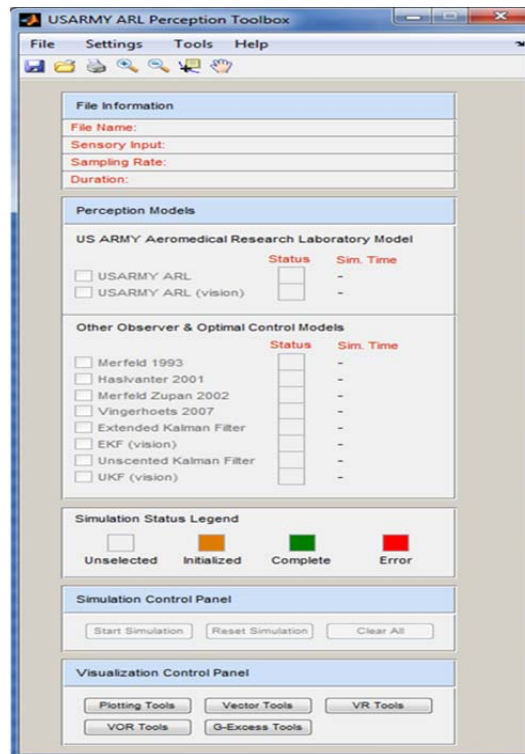 USARMY ARL Perception Toolbox
File Settings Tools Help
File Information
File Name:
Sensory Input:
Sampling Rate:
Duration:
Perception Models
US ARMY Aeromedical Research Laboratory Model
Status Sim. Time
USARMY ARL -
USARMY ARL (vision) -
Other Observer & Optimal Control Models
Status Sim. Time
Merfeld 1993 -
Haslvanter 2001 -
Merfeld Zupan 2002 -
Vingerhoets 2007 -
Extended Kalman Filter -
EKF (vision) -
Unscented Kalman Filter -
UKF (vision) -
Simulation Status Legend
Unselected Initialized Complete Error
Simulation Control Panel
Start Simulation Reset Simulation Clear All
Visualization Control Panel
Plotting Tools Vector Tools VR Tools
VOR Tools G-Excess Tools